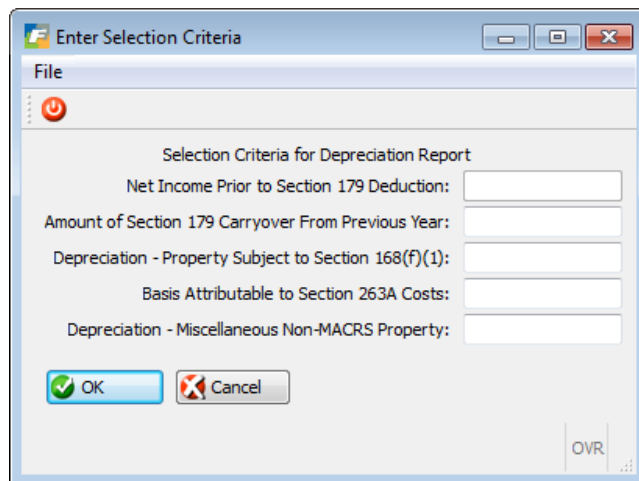 Enter Selection Criteria
File
Selection Criteria for Depreciation Report
Net Income Prior to Section 179 Deduction:
Amount of Section 179 Carryover From Previous Year:
Depreciation - Property Subject to Section 168(f)(1):
Basis Attributable to Section 263A Costs:
Depreciation - Miscellaneous Non-MACRS Property:
OK Cancel
OVR